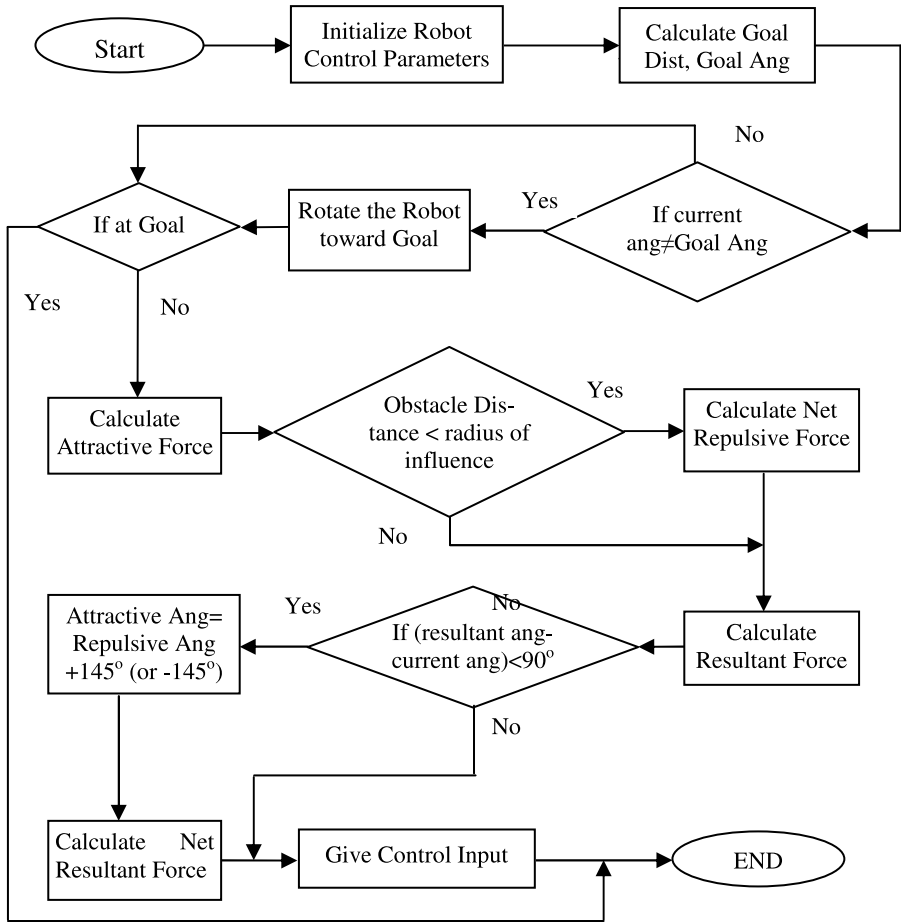 Start
Initialize Robot
Control Parameters
Calculate Goal
Dist, Goal Ang
No
If at Goal
Rotate the Robot
toward Goal
Yes
If current
ang≠Goal Ang
Yes
No
Calculate
Attractive Force
Obstacle Dis-
tance < radius of
influence
Yes
Calculate Net
Repulsive Force
No
Attractive Ang=
Repulsive Ang
+145° (or -145°)
Yes
No
If (resultant ang-
current ang)<90°
Calculate
Resultant Force
No
Calculate Net
Resultant Force
Give Control Input
END